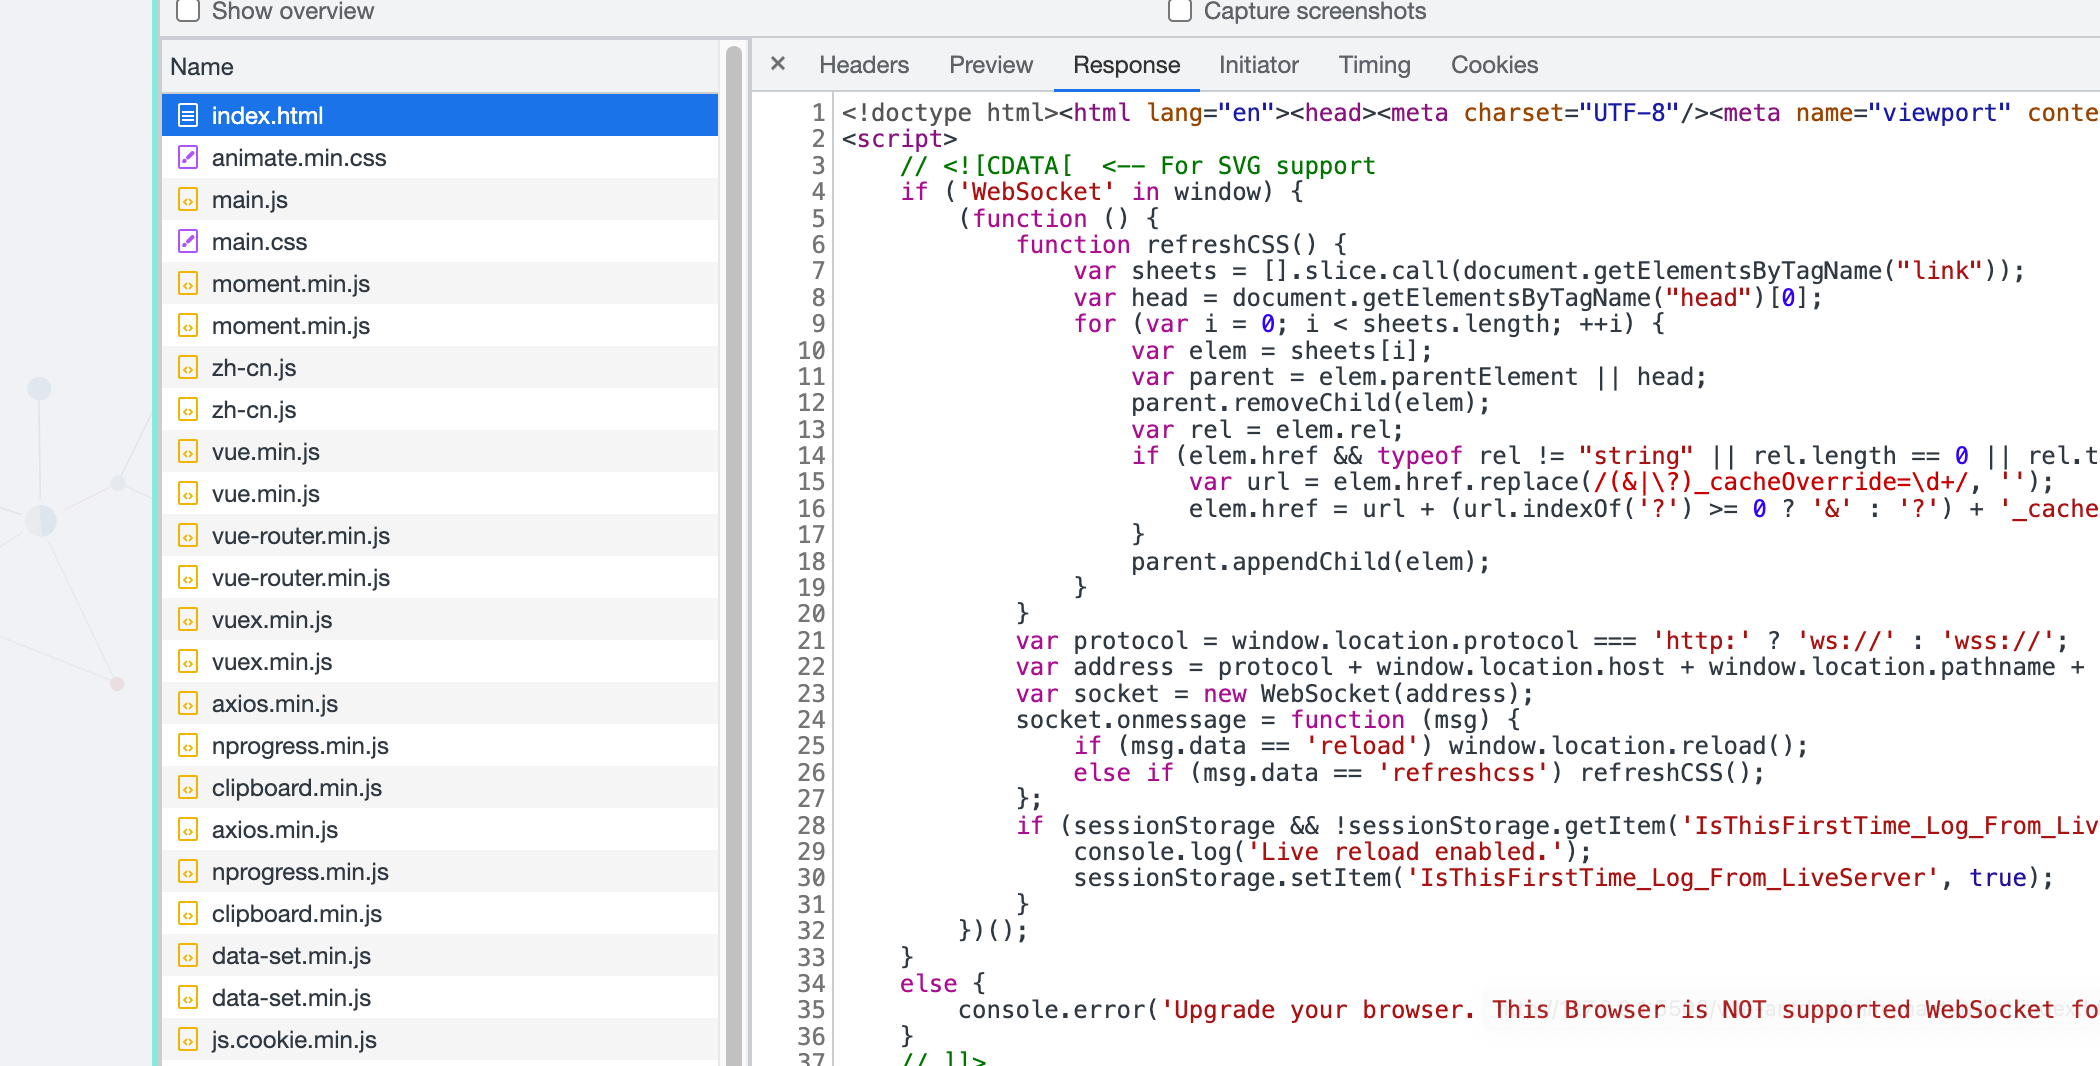 Show overview
Capture screenshots
Name
index.html
animate.min.css
main.js
main.css
moment.min.js
moment.min.js
zh-cn.js
zh-cn.js
vue.min.js
vue.min.js
vue-router.min.js
vue-router.min.js
vuex.min.js
vuex.min.js
axios.min.js
nprogress.min.js
clipboard.min.js
axios.min.js
nprogress.min.js
clipboard.min.js
data-set.min.js
data-set.min.js
js.cookie.min.js
× Headers Preview Response Initiator Timing Cookies
1 <!doctype html><html lang="en"><head><meta charset="UTF-8"/><meta name="viewport" conte
2 <script>
3 // <![CDATA[ <-- For SVG support
4 if ('WebSocket' in window) {
5 (function () {
6 function refreshCSS() {
7 var sheets = [].slice.call(document.getElementsByTagName("link"));
8 var head = document.getElementsByTagName("head")[0];
9 for (var i = 0; i < sheets.length; ++i) {
10 var elem = sheets[i];
11 var parent = elem.parentElement || head;
12 parent.removeChild(elem);
13 var rel = elem.rel;
14 if (elem.href && typeof rel != "string" || rel.length == 0 || rel.t
15 var url = elem.href.replace(/(&|\?)_cacheOverride=\d+/, '');
16 elem.href = url + (url.indexOf('?') >= 0 ? '&' : '?') + '_cache
17 }
18 parent.appendChild(elem);
19 }
20 }
21 var protocol = window.location.protocol === 'http:' ? 'ws://' : 'wss://';
22 var address = protocol + window.location.host + window.location.pathname +
23 var socket = new WebSocket(address);
24 socket.onmessage = function (msg) {
25 if (msg.data == 'reload') window.location.reload();
26 else if (msg.data == 'refreshcss') refreshCSS();
27 };
28 if (sessionStorage && !sessionStorage.getItem('IsThisFirstTime_Log_From_Liv
29 console.log('Live reload enabled.');
30 sessionStorage.setItem('IsThisFirstTime_Log_From_LiveServer', true);
31 }
32 })();
33 }
34 else {
35 console.error('Upgrade your browser. This Browser is NOT supported WebSocket fo
36 }
37 // ]]>